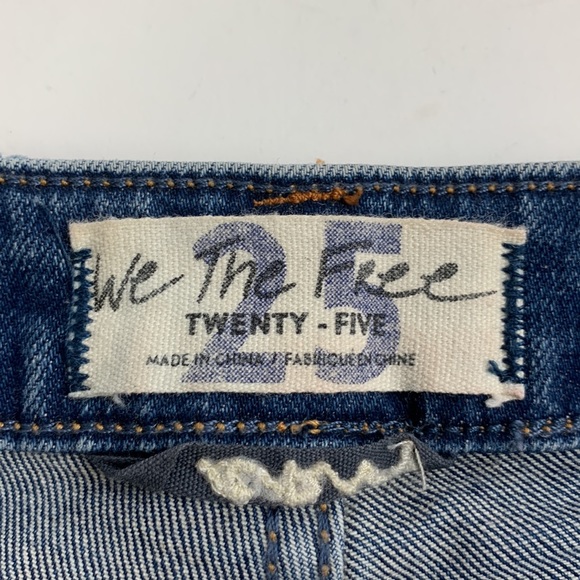 We The Free
25
TWENTY - FIVE
MADE IN CHINA / FABRIQUE EN CHINE